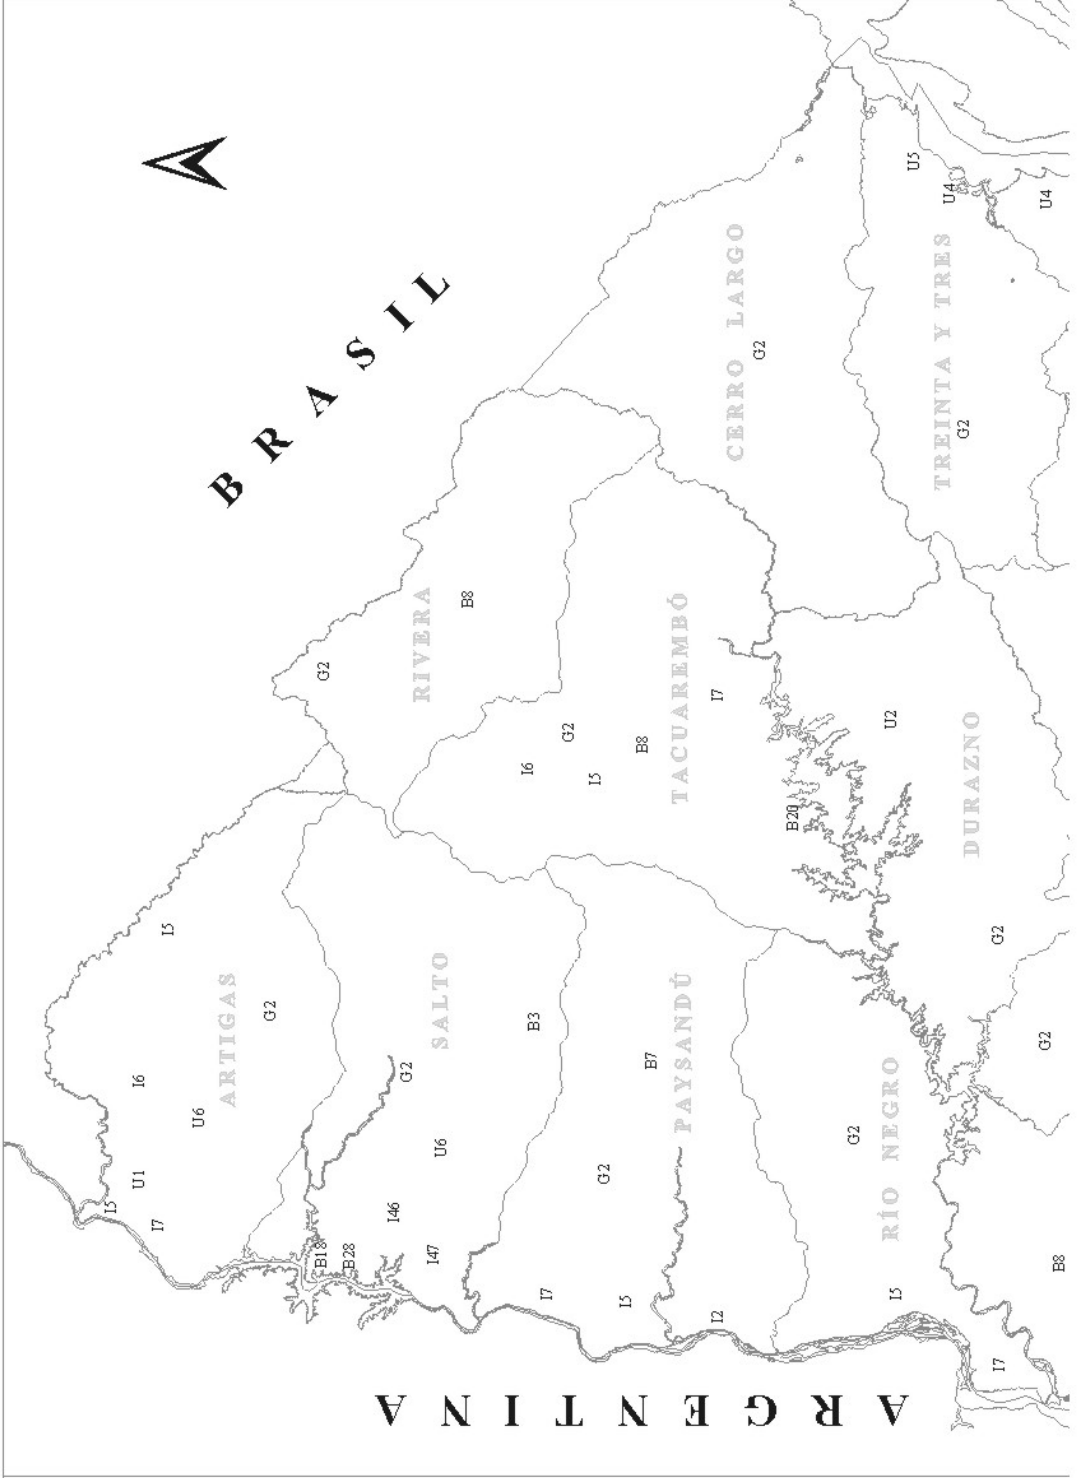 I5
U1
I6
I7
I5
U6
ARTIGAS
BRASIL
G2
B18
G2
B28
I46
G2
ARGENTINA
RIVERA
I47
U6
SALTO
B8
I6
B3
I7
G2
I5
G2
I5
B8
B7
TACUAREMBÓ
PAYSANDÚ
I2
I7
CERRO LARGO
G2
B20
G2
RÍO NEGRO
U2
I5
U5
TREINTA Y TRES
U4
G2
DURAZNO
I7
G2
G2
U4
B8